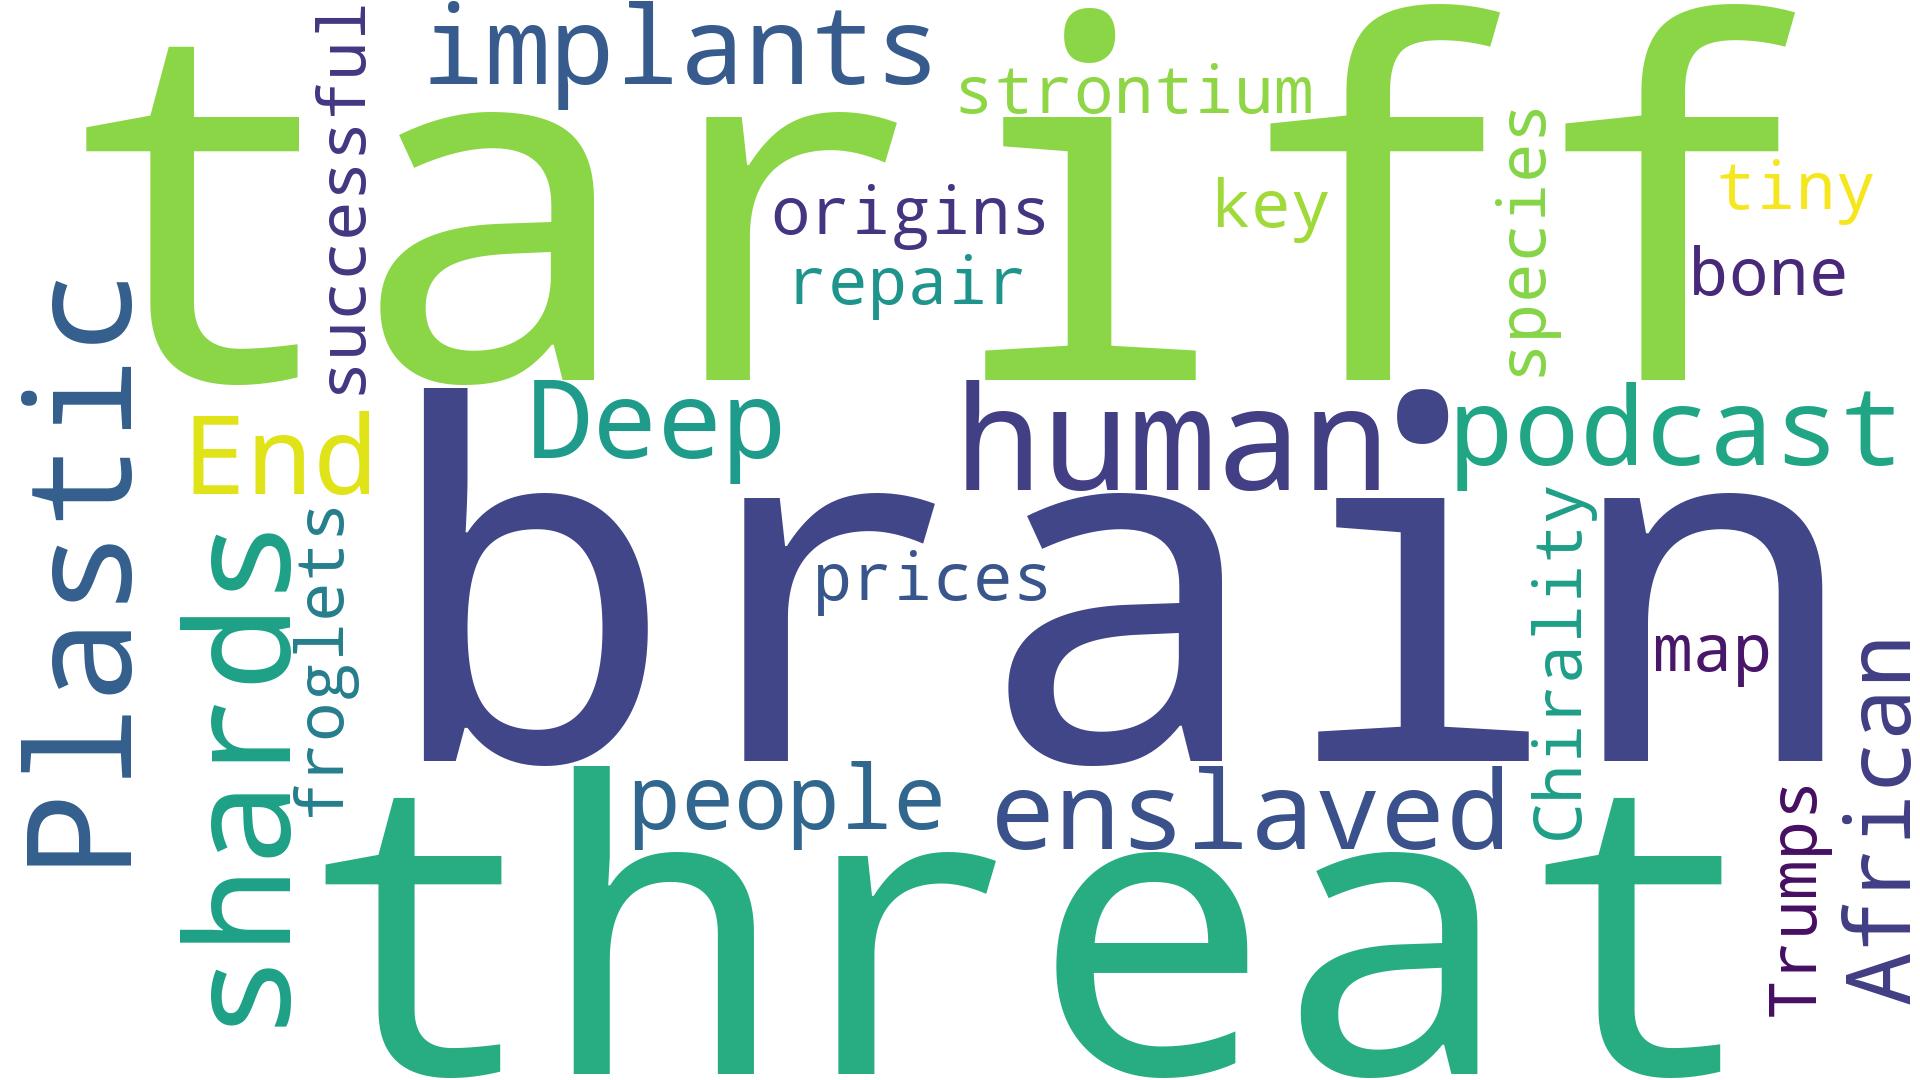 tariff
implants
successful
strontium
origins
key
species
tiny
repair
bone
Plastic
End
Deep
human
podcast
brain
shards
froglets
prices
Chirality
map
African
people
enslaved
threat
Trumps